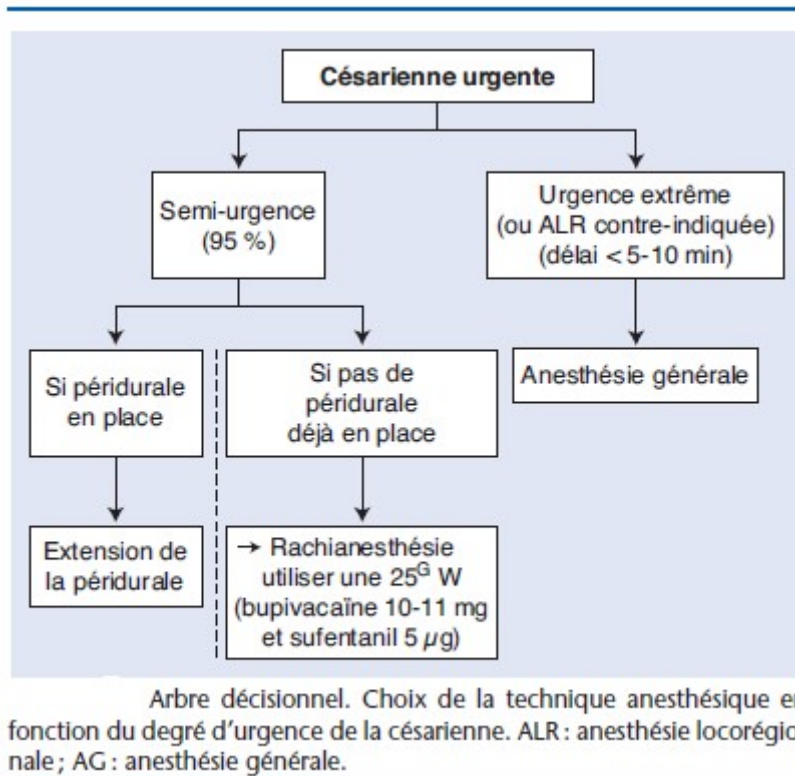 Césarienne urgente
Semi-urgence
(95 %)
Urgence extrême
(ou ALR contre-indiquée)
(délai < 5-10 min)
Si péridurale
en place
Si pas de
péridurale
déjà en place
Anesthésie générale
Extension de
la péridurale
→ Rachianesthésie
utiliser une 25ᴳ W
(bupivacaïne 10-11 mg
et sufentanil 5 µg)
Arbre décisionnel. Choix de la technique anesthésique en
fonction du degré d'urgence de la césarienne. ALR : anesthésie locorégio
nale ; AG : anesthésie générale.